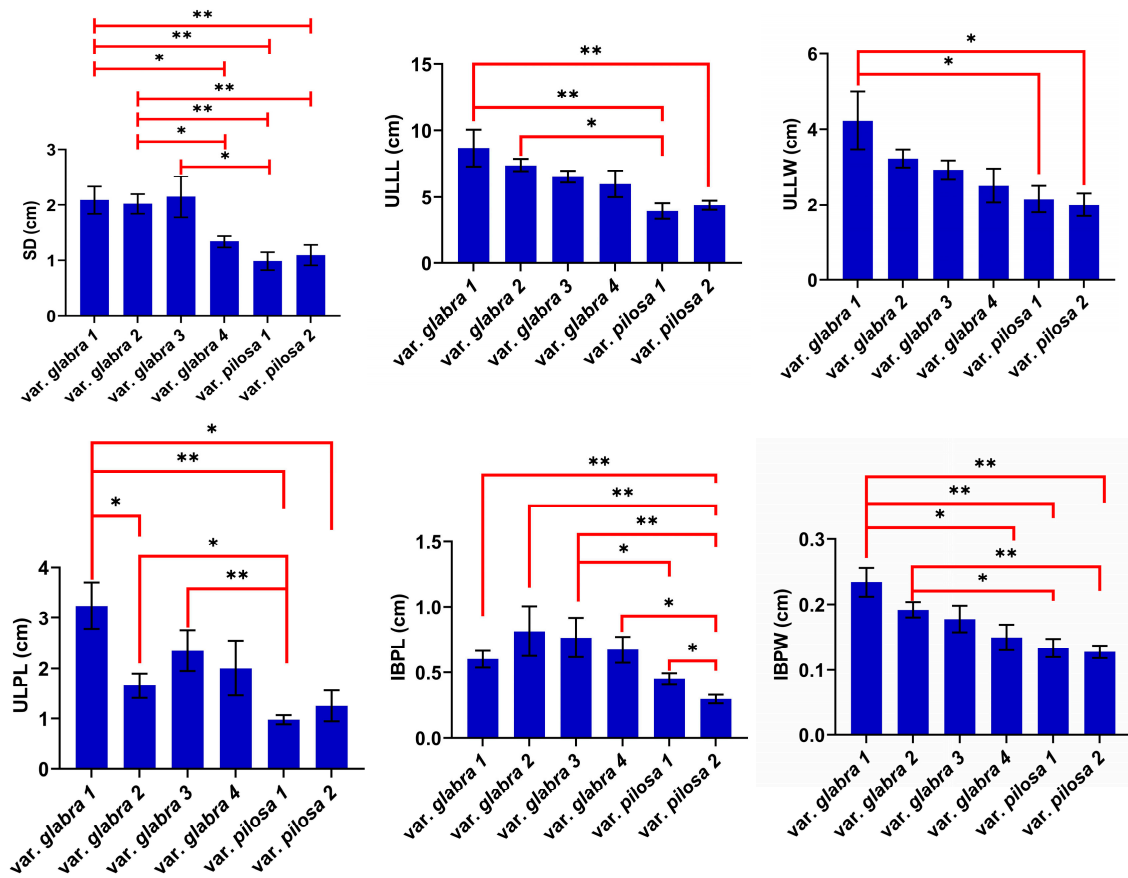 **
**
*
**
**
*
*
3
2
1
0
SD (cm)
var. glabra 1
var. glabra 2
var. glabra 3
var. glabra 4
var. pilosa 1
var. pilosa 2
**
**
*
15
10
5
0
ULLL (cm)
var. glabra 1
var. glabra 2
var. glabra 3
var. glabra 4
var. pilosa 1
var. pilosa 2
*
*
6
4
2
0
ULLW (cm)
var. glabra 1
var. glabra 2
var. glabra 3
var. glabra 4
var. pilosa 1
var. pilosa 2
*
**
*
*
**
4
3
2
1
0
ULPL (cm)
var. glabra 1
var. glabra 2
var. glabra 3
var. glabra 4
var. pilosa 1
var. pilosa 2
**
**
**
*
*
*
1.5
1.0
0.5
0.0
IBPL (cm)
var. glabra 1
var. glabra 2
var. glabra 3
var. glabra 4
var. pilosa 1
var. pilosa 2
**
**
*
**
*
0.3
0.2
0.1
0.0
IBPW (cm)
var. glabra 1
var. glabra 2
var. glabra 3
var. glabra 4
var. pilosa 1
var. pilosa 2